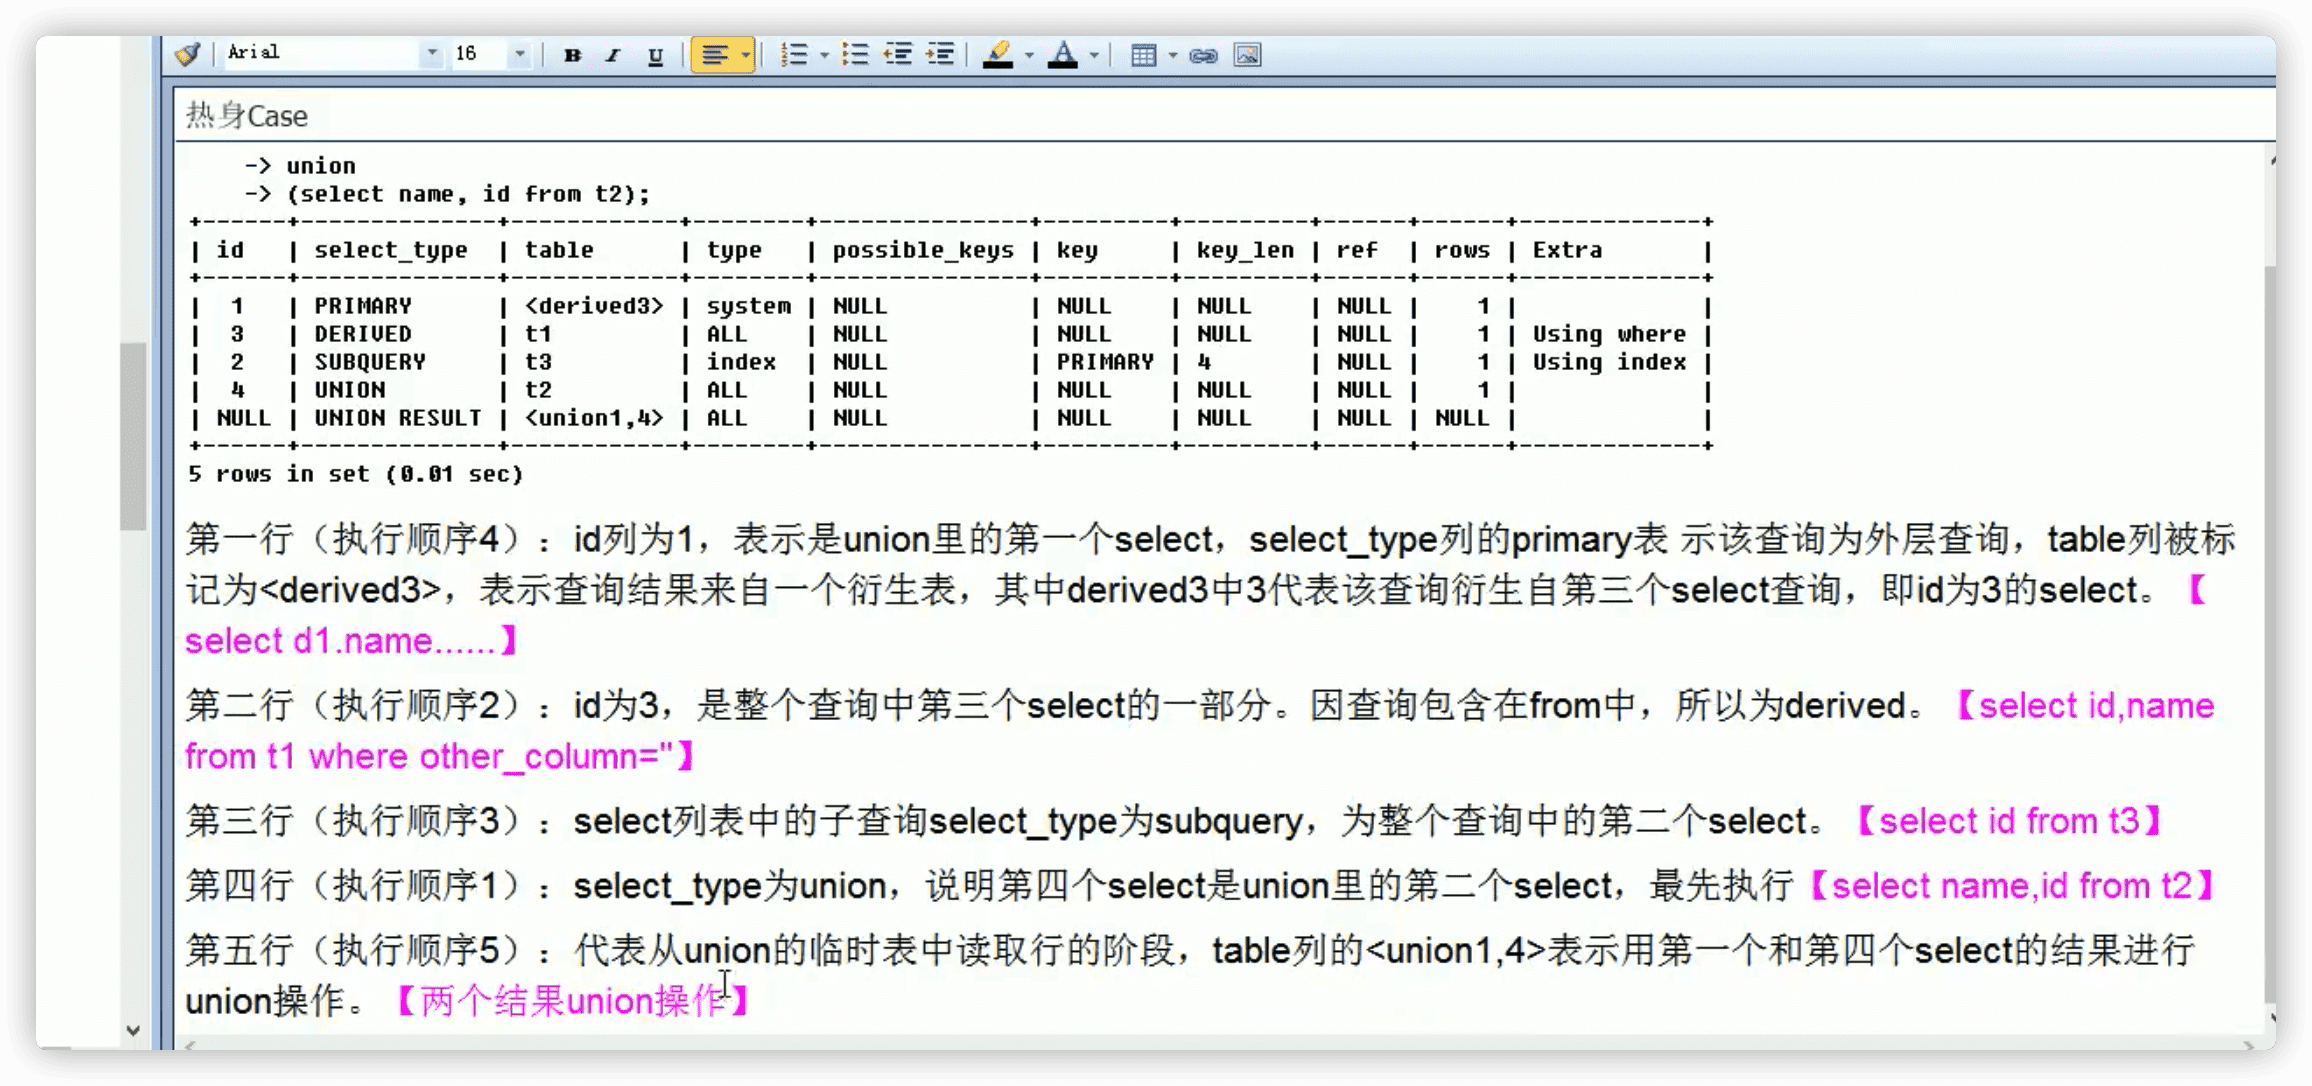 Arial 16 B I U A
热身Case
-> union
-> (select name, id from t2);
+------+--------------+------------+--------+---------------+---------+---------+------+------+-------------+
| id | select_type | table | type | possible_keys | key | key_len | ref | rows | Extra |
+------+--------------+------------+--------+---------------+---------+---------+------+------+-------------+
| 1 | PRIMARY | <derived3> | system | NULL | NULL | NULL | NULL | 1 | |
| 3 | DERIVED | t1 | ALL | NULL | NULL | NULL | NULL | 1 | Using where |
| 2 | SUBQUERY | t3 | index | NULL | PRIMARY | 4 | NULL | 1 | Using index |
| 4 | UNION | t2 | ALL | NULL | NULL | NULL | NULL | 1 | |
| NULL | UNION RESULT | <union1,4> | ALL | NULL | NULL | NULL | NULL | NULL | |
+------+--------------+------------+--------+---------------+---------+---------+------+------+-------------+
5 rows in set (0.01 sec)
第一行（执行顺序4）：id列为1，表示是union里的第一个select，select_type列的primary表 示该查询为外层查询，table列被标
记为<derived3>，表示查询结果来自一个衍生表，其中derived3中3代表该查询衍生自第三个select查询，即id为3的select。【
select d1.name......】
第二行（执行顺序2）：id为3，是整个查询中第三个select的一部分。因查询包含在from中，所以为derived。【select id,name
from t1 where other_column=''】
第三行（执行顺序3）：select列表中的子查询select_type为subquery，为整个查询中的第二个select。【select id from t3】
第四行（执行顺序1）：select_type为union，说明第四个select是union里的第二个select，最先执行【select name,id from t2】
第五行（执行顺序5）：代表从union的临时表中读取行的阶段，table列的<union1,4>表示用第一个和第四个select的结果进行
union操作。【两个结果union操作】